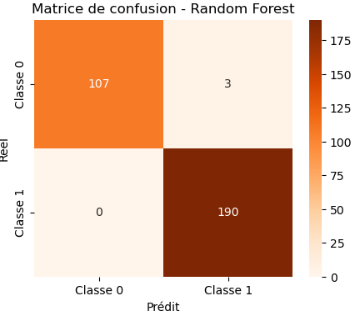 Matrice de confusion - Random Forest
Classe 0
107
3
Réel
Classe 1
0
190
Classe 0
Classe 1
Prédit
175
150
125
100
75
50
25
0